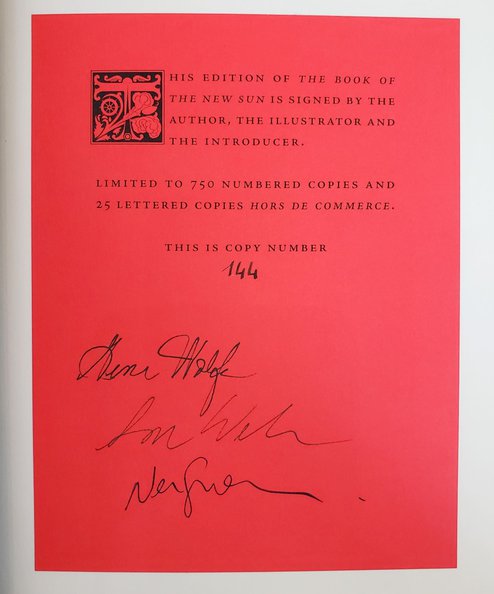 THIS EDITION OF THE BOOK OF
THE NEW SUN IS SIGNED BY THE
AUTHOR, THE ILLUSTRATOR AND
THE INTRODUCER.
LIMITED TO 750 NUMBERED COPIES AND
25 LETTERED COPIES HORS DE COMMERCE.
THIS IS COPY NUMBER
144
Gene Wolfe